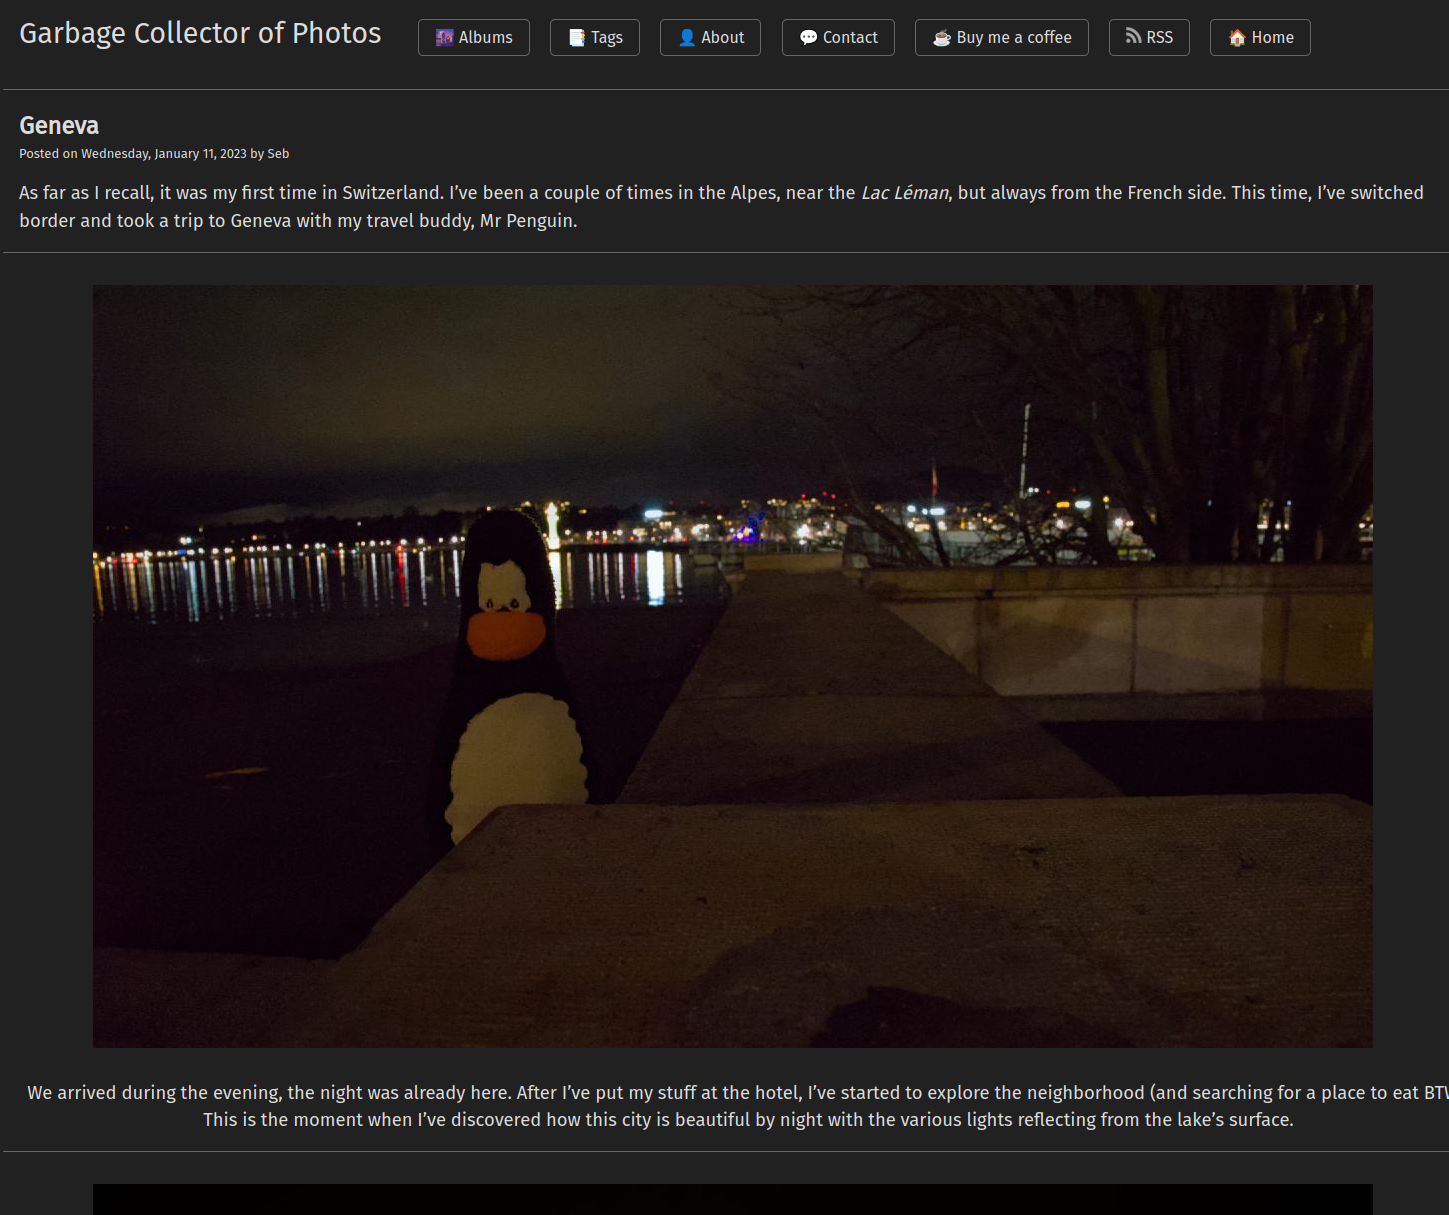 Garbage Collector of Photos
Albums
Tags
About
Contact
Buy me a coffee
RSS
Home
Geneva
Posted on Wednesday, January 11, 2023 by Seb
As far as I recall, it was my first time in Switzerland. I’ve been a couple of times in the Alpes, near the Lac Léman, but always from the French side. This time, I’ve switched
border and took a trip to Geneva with my travel buddy, Mr Penguin.
We arrived during the evening, the night was already here. After I’ve put my stuff at the hotel, I’ve started to explore the neighborhood (and searching for a place to eat
This is the moment when I’ve discovered how this city is beautiful by night with the various lights reflecting from the lake’s surface.